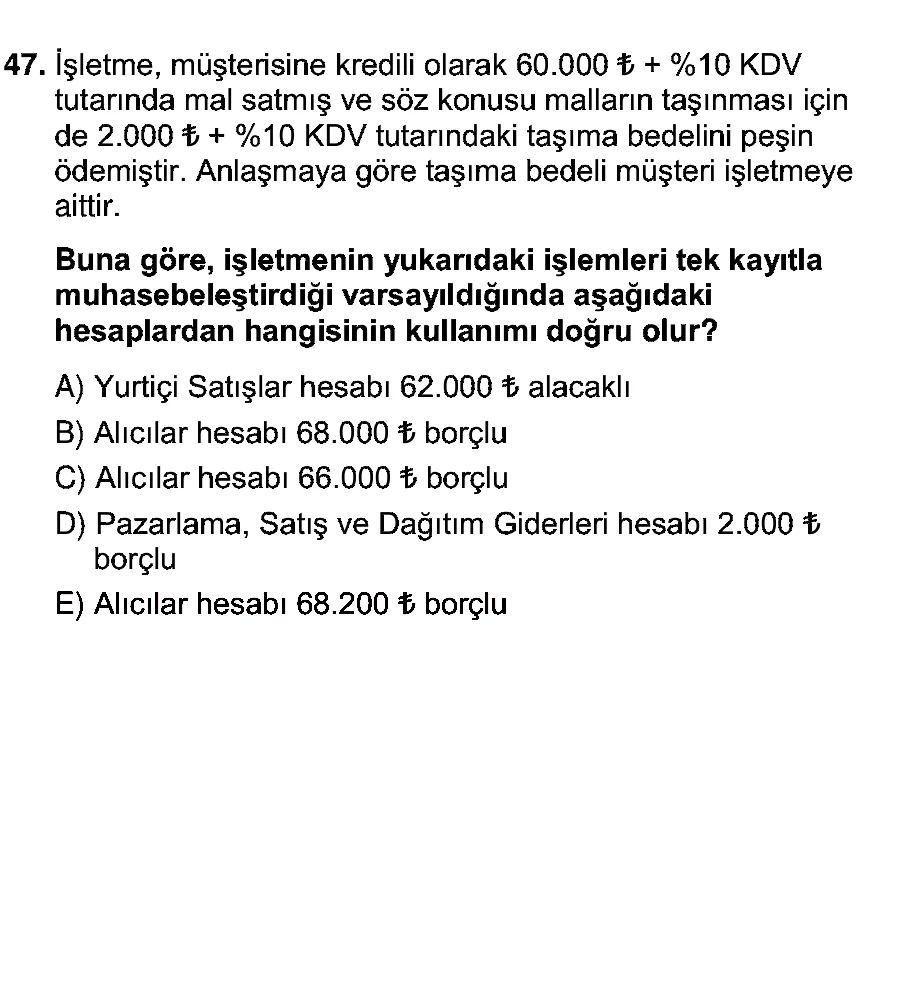 47. İşletme, müşterisine kredili olarak 60.000 ₺ + %10 KDV
tutarında mal satmış ve söz konusu malların taşınması için
de 2.000 ₺ + %10 KDV tutarındaki taşıma bedelini peşin
ödemiştir. Anlaşmaya göre taşıma bedeli müşteri işletmeye
aittir.
Buna göre, işletmenin yukarıdaki işlemleri tek kayıtla
muhasebeleştirdiği varsayıldığında aşağıdaki
hesaplardan hangisinin kullanımı doğru olur?
A) Yurtiçi Satışlar hesabı 62.000 ₺ alacaklı
B) Alıcılar hesabı 68.000 ₺ borçlu
C) Alıcılar hesabı 66.000 ₺ borçlu
D) Pazarlama, Satış ve Dağıtım Giderleri hesabı 2.000 ₺
borçlu
E) Alıcılar hesabı 68.200 ₺ borçlu